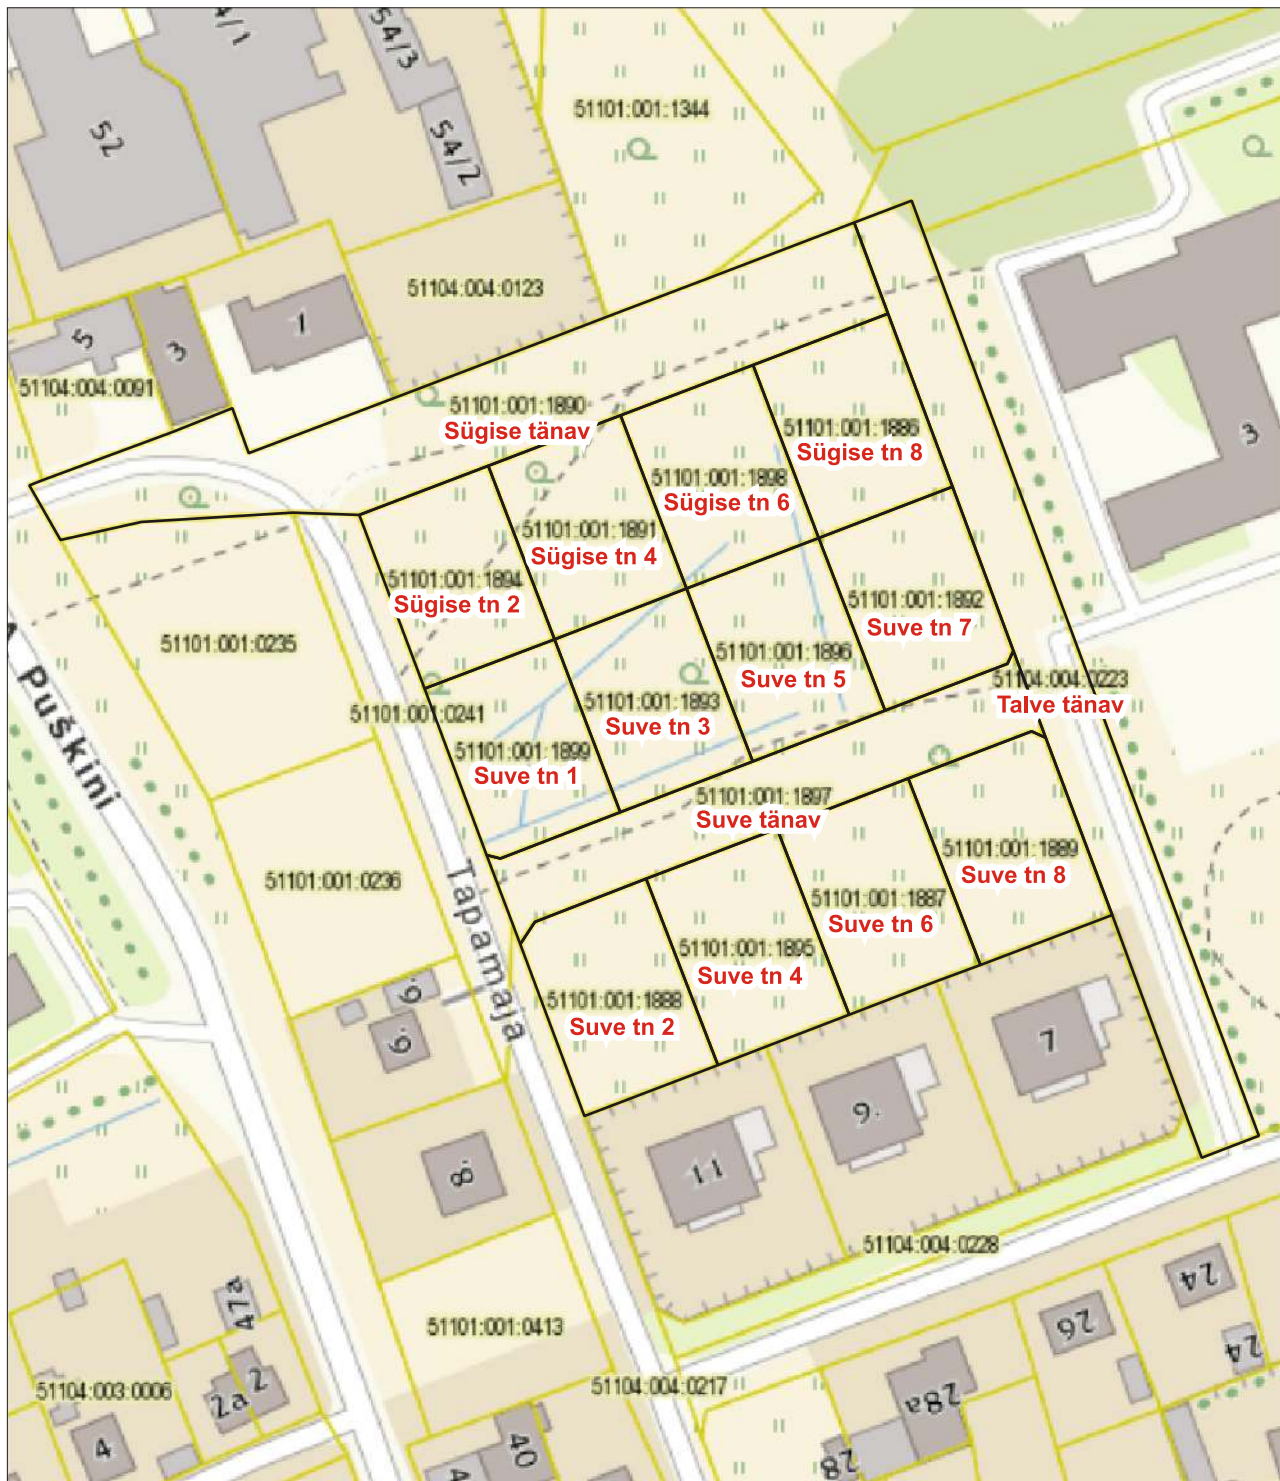 4/1
54/3
52
54/2
51101:001:1344
51104:004:0123
5
3
1
51104:004:0091
51101:001:1890
Sügise tänav
51101:001:1886
Sügise tn 8
3
51101:001:1898
Sügise tn 6
51101:001:1891
Sügise tn 4
51101:001:1894
Sügise tn 2
51101:001:1892
Suve tn 7
51101:001:0235
51101:001:1896
Suve tn 5
51104:004:0223
Talve tänav
51101:001:0241
51101:001:1893
Suve tn 3
Puškini
51101:001:1899
Suve tn 1
51101:001:1897
Suve tänav
51101:001:1889
Suve tn 8
51101:001:0236
Tapamaja
51101:001:1887
Suve tn 6
51101:001:1895
Suve tn 4
51101:001:1888
Suve tn 2
7
9
11
8
51104:004:0228
24
26
24
47a
51101:001:0413
51104:003:0006
2a
2
51104:004:0217
28a
4
40
4
28